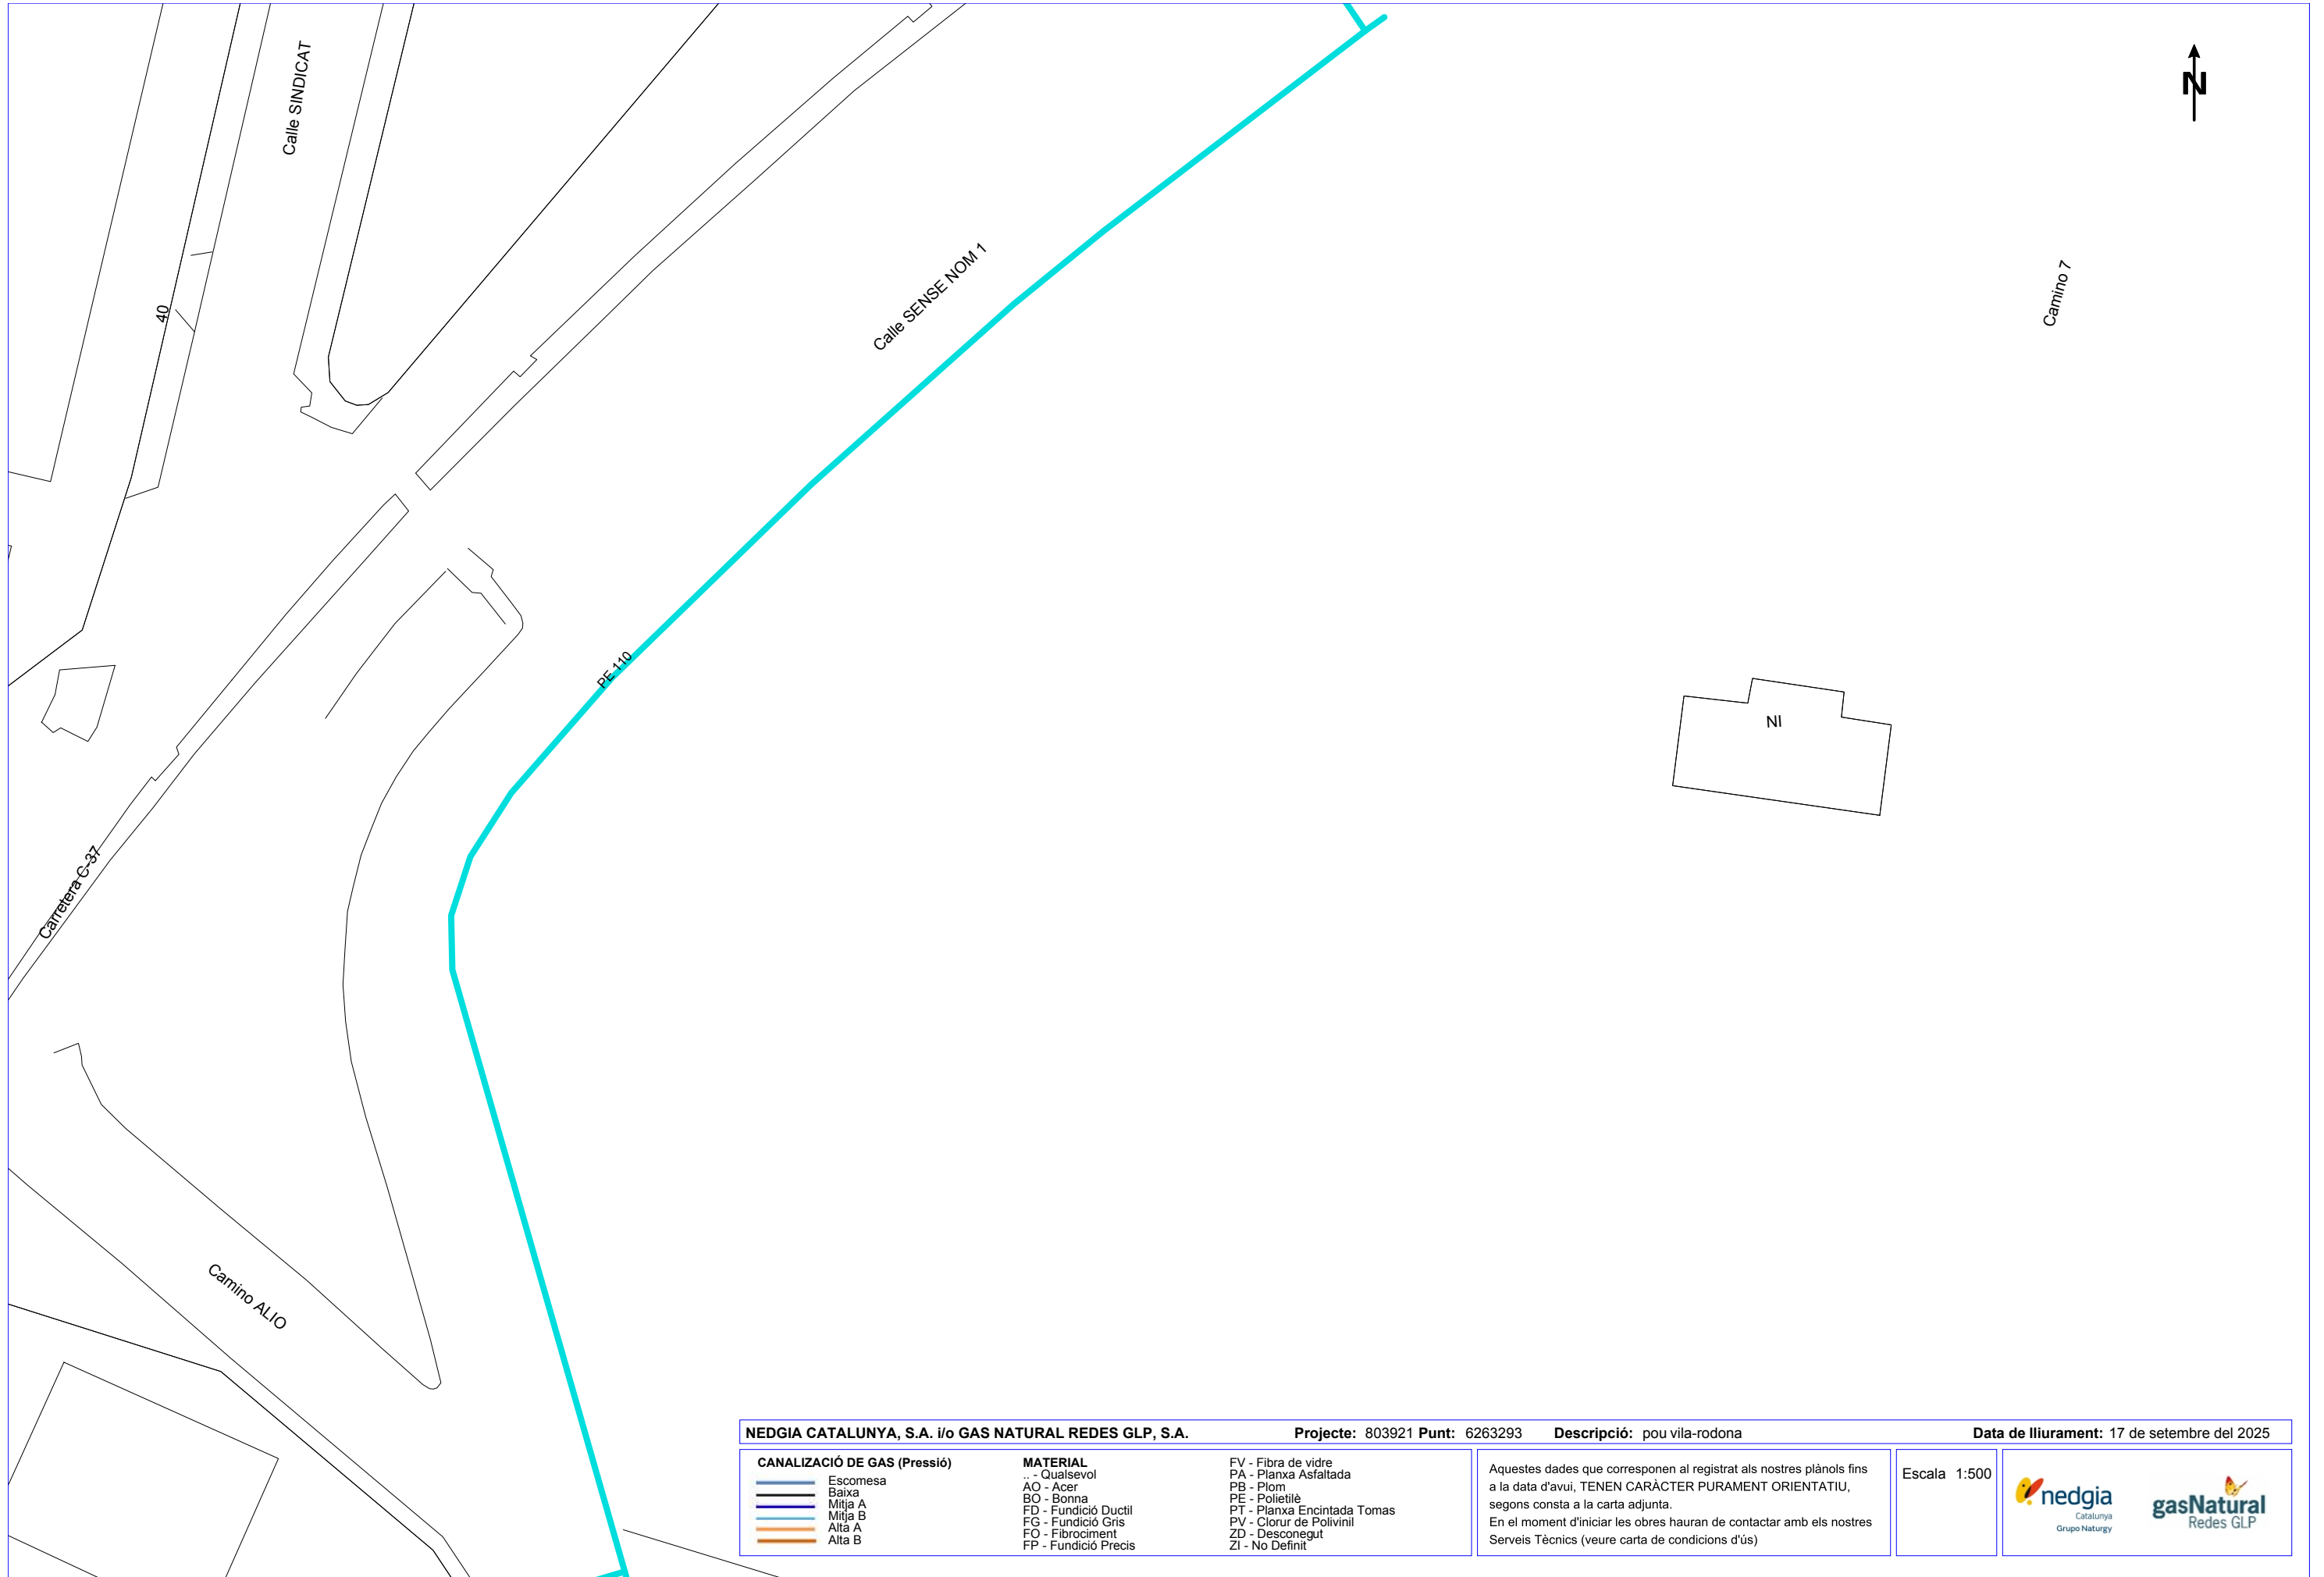 Calle SINDICAT
N
Calle SENSE NOM 1
Camino 7
40
PE 110
NI
Carretera C-37
Camino ALIO
NEDGIA CATALUNYA, S.A. i/o GAS NATURAL REDES GLP, S.A. Projecte: 803921 Punt: 6263293 Descripció: pou vila-rodona Data de lliurament: 17 de setembre del 2025
CANALIZACIÓ DE GAS (Pressió)
Escomesa
Baixa
Mitja A
Mitja B
Alta A
Alta B
MATERIAL
.. - Qualsevol
AO - Acer
BO - Bonna
FD - Fundició Ductil
FG - Fundició Gris
FO - Fibrociment
FP - Fundició Precis
FV - Fibra de vidre
PA - Planxa Asfaltada
PB - Plom
PE - Polietilè
PT - Planxa Encintada Tomas
PV - Clorur de Polivinil
ZD - Desconegut
ZI - No Definit
Aquestes dades que corresponen al registrat als nostres plànols fins
a la data d'avui, TENEN CARÀCTER PURAMENT ORIENTATIU,
segons consta a la carta adjunta.
En el moment d'iniciar les obres hauran de contactar amb els nostres
Serveis Tècnics (veure carta de condicions d'ús)
Escala 1:500
nedgia
Catalunya
Grupo Naturgy
gasNatural
Redes GLP